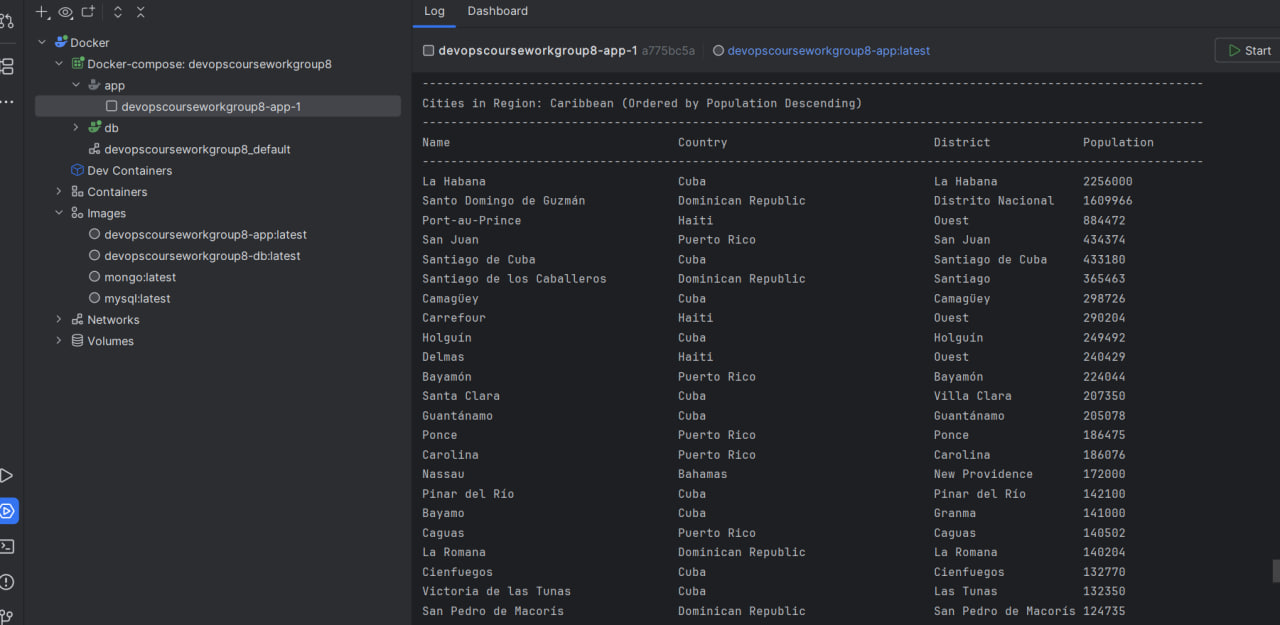 Docker
Docker-compose: devopscourseworkgroup8
app
devopscourseworkgroup8-app-1
db
devopscourseworkgroup8_default
Dev Containers
Containers
Images
devopscourseworkgroup8-app:latest
devopscourseworkgroup8-db:latest
mongo:latest
mysql:latest
Networks
Volumes
Log Dashboard
devopscourseworkgroup8-app-1 a775bc5a devopscourseworkgroup8-app:latest Start
--------------------------------------------------------------------------------------------------------------
Cities in Region: Caribbean (Ordered by Population Descending)
--------------------------------------------------------------------------------------------------------------
Name Country District Population
--------------------------------------------------------------------------------------------------------------
La Habana Cuba La Habana 2256000
Santo Domingo de Guzmán Dominican Republic Distrito Nacional 1609966
Port-au-Prince Haiti Ouest 884472
San Juan Puerto Rico San Juan 434374
Santiago de Cuba Cuba Santiago de Cuba 433180
Santiago de los Caballeros Dominican Republic Santiago 365463
Camagüey Cuba Camagüey 298726
Carrefour Haiti Ouest 290204
Holguín Cuba Holguín 249492
Delmas Haiti Ouest 240429
Bayamón Puerto Rico Bayamón 224044
Santa Clara Cuba Villa Clara 207350
Guantánamo Cuba Guantánamo 205078
Ponce Puerto Rico Ponce 186475
Carolina Puerto Rico Carolina 186076
Nassau Bahamas New Providence 172000
Pinar del Río Cuba Pinar del Río 142100
Bayamo Cuba Granma 141000
Caguas Puerto Rico Caguas 140502
La Romana Dominican Republic La Romana 140204
Cienfuegos Cuba Cienfuegos 132770
Victoria de las Tunas Cuba Las Tunas 132350
San Pedro de Macorís Dominican Republic San Pedro de Macorís 124735